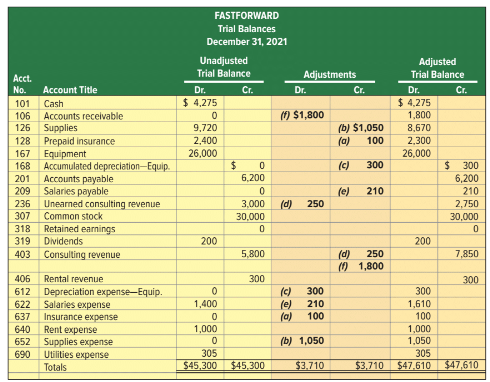 FASTFORWARD
Trial Balances
December 31, 2021
Unadjusted Trial Balance Adjustments Adjusted Trial Balance
Acct. No. Account Title Dr. Cr. Dr. Cr. Dr. Cr.
101 Cash $ 4,275 $ 4,275
106 Accounts receivable 0 (f) $1,800 1,800
126 Supplies 9,720 (b) $1,050 8,670
128 Prepaid insurance 2,400 (a) 100 2,300
167 Equipment 26,000 26,000
168 Accumulated depreciation—Equip. $ 0 (c) 300 $ 300
201 Accounts payable 6,200 6,200
209 Salaries payable 0 (e) 210 210
236 Unearned consulting revenue 3,000 (d) 250 2,750
307 Common stock 30,000 30,000
318 Retained earnings 0 0
319 Dividends 200 200
403 Consulting revenue 5,800 (d) 250 7,850
(f) 1,800
406 Rental revenue 300 300
612 Depreciation expense—Equip. 0 (c) 300 300
622 Salaries expense 1,400 (e) 210 1,610
637 Insurance expense 0 (a) 100 100
640 Rent expense 1,000 1,000
652 Supplies expense 0 (b) 1,050 1,050
690 Utilities expense 305 305
Totals $45,300 $45,300 $3,710 $3,710 $47,610 $47,610